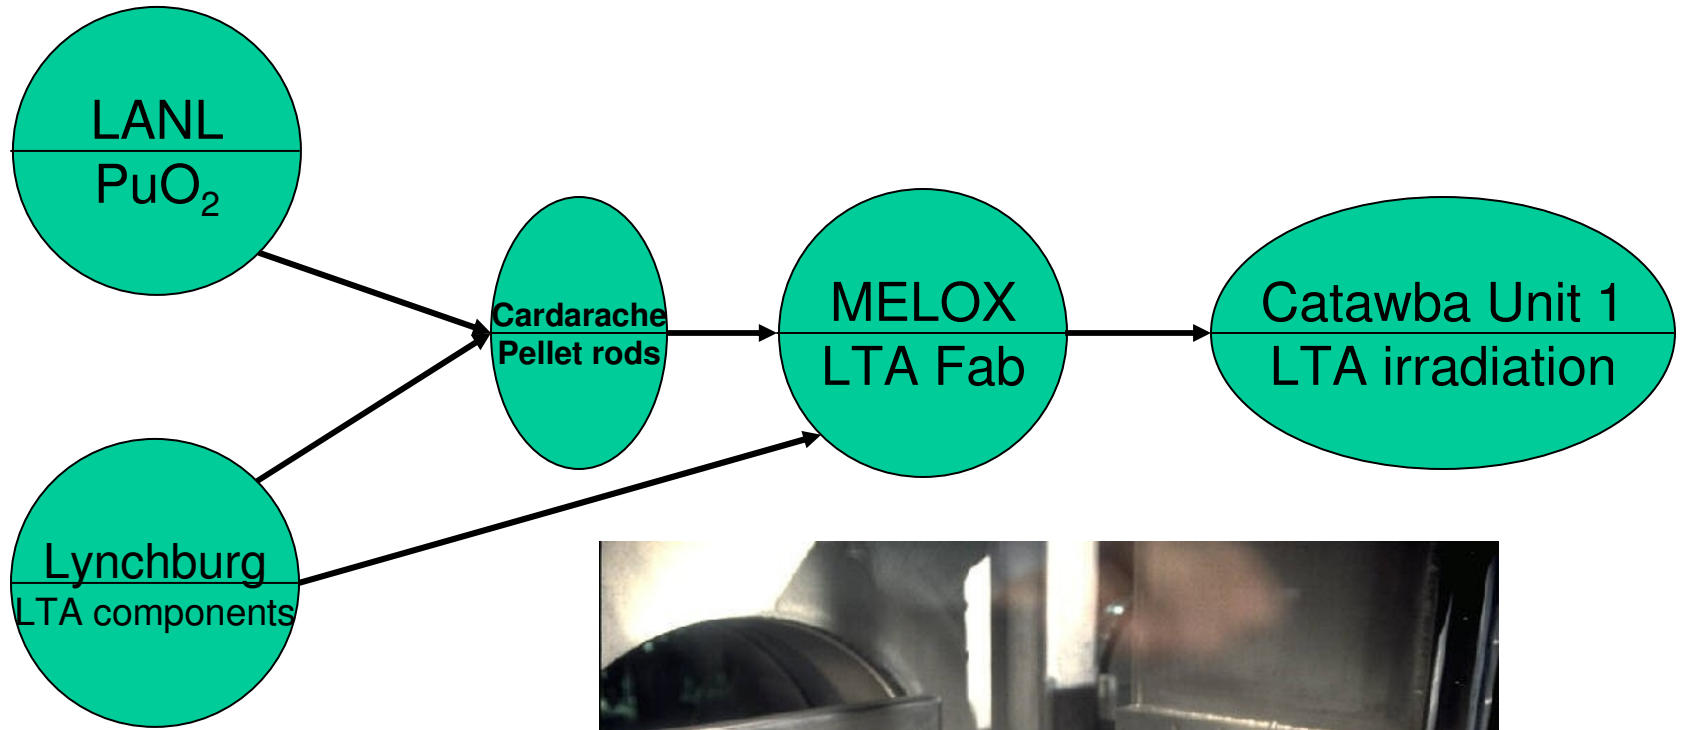 LANL
PuO₂
Cardarache
Pellet rods
MELOX
LTA Fab
Catawba Unit 1
LTA irradiation
Lynchburg
LTA components